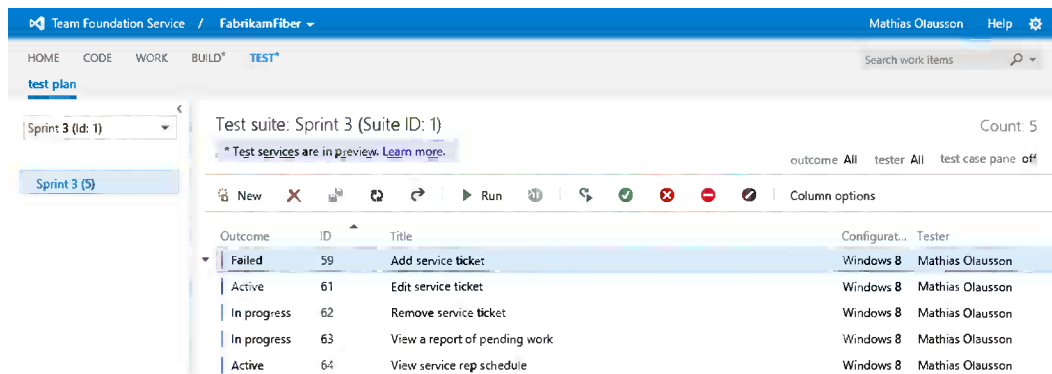 Team Foundation Service / FabrikamFiber Mathias Olausson Help
HOME CODE WORK BUILD* TEST* Search work items
test plan
Sprint 3 (Id: 1)
Test suite: Sprint 3 (Suite ID: 1) Count: 5
* Test services are in preview. Learn more.
outcome All tester All test case pane off
Sprint 3 (5)
New Run Column options
Outcome ID Title Configurat... Tester
Failed 59 Add service ticket Windows 8 Mathias Olausson
Active 61 Edit service ticket Windows 8 Mathias Olausson
In progress 62 Remove service ticket Windows 8 Mathias Olausson
In progress 63 View a report of pending work Windows 8 Mathias Olausson
Active 64 View service rep schedule Windows 8 Mathias Olausson